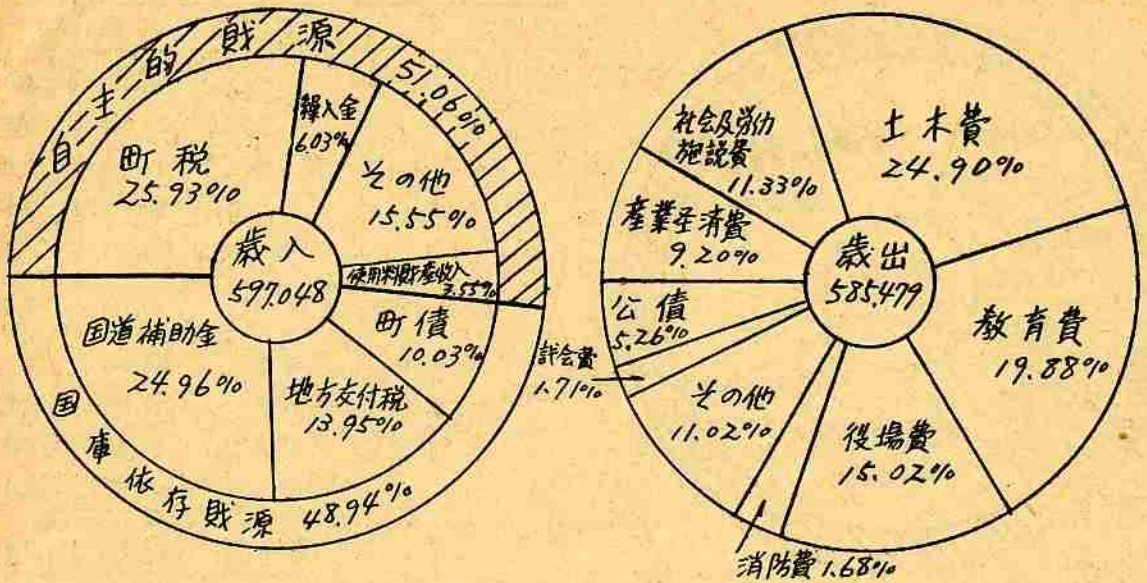 自主的財源
51.06%
町税
25.93%
繰入金
6.03%
その他
15.55%
使用料財産収入
3.55%
歳入
597.048
町債
10.03%
国道補助金
24.96%
地方交付税
13.95%
国庫依存財源 48.94%
土木費
24.90%
社会及労仂
施説費
11.33%
産業圣済費
9.20%
歳出
585.479
公債
5.26%
教育費
19.88%
議会費
1.71%
その他
11.02%
役場費
15.02%
消防費 1.68%